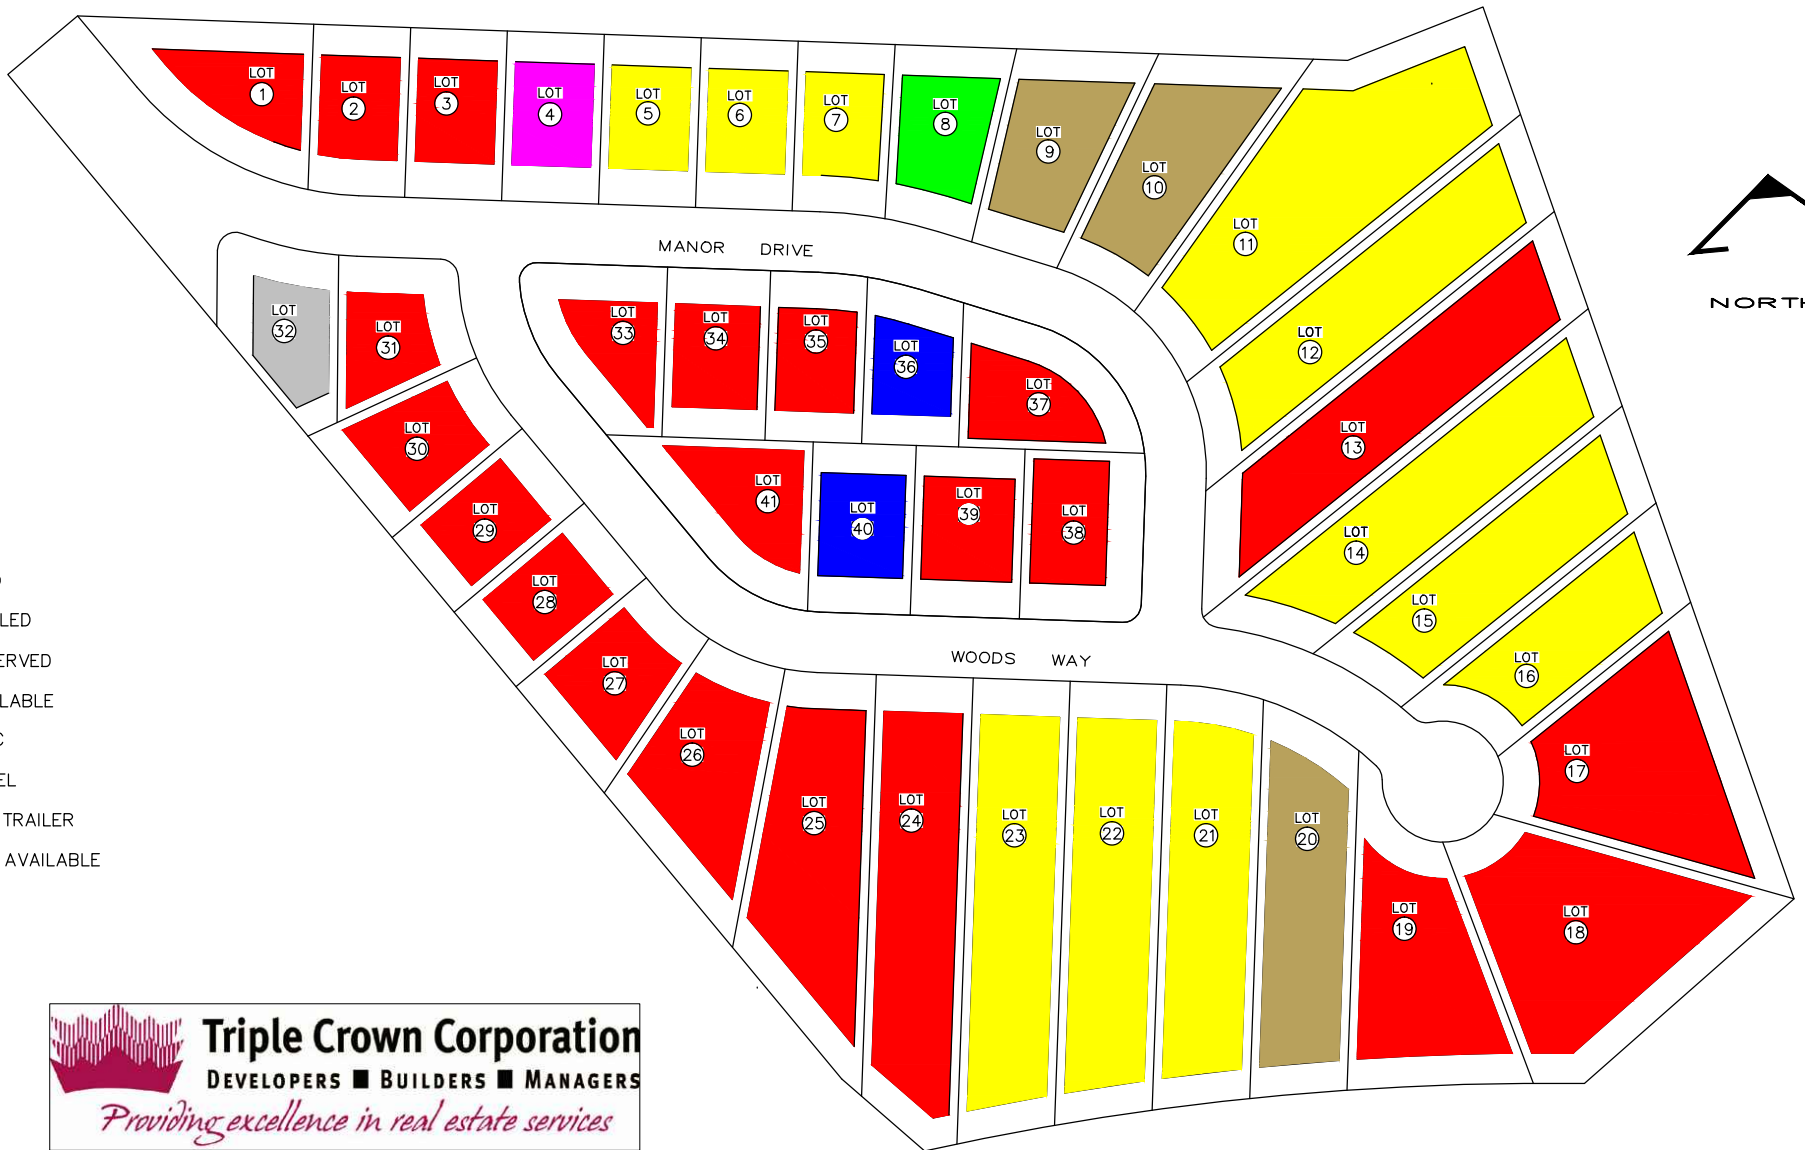 LOT 1
LOT 2
LOT 3
LOT 4
LOT 5
LOT 6
LOT 7
LOT 8
LOT 9
LOT 10
LOT 11
LOT 12
LOT 13
LOT 14
LOT 15
LOT 16
LOT 17
LOT 18
LOT 19
LOT 20
LOT 21
LOT 22
LOT 23
LOT 24
LOT 25
LOT 26
LOT 27
LOT 28
LOT 29
LOT 30
LOT 31
LOT 32
LOT 33
LOT 34
LOT 35
LOT 36
LOT 37
LOT 38
LOT 39
LOT 40
LOT 41
MANOR DRIVE
WOODS WAY
NORTH
LED
ERVED
LABLE
C
EL
TRAILER
AVAILABLE
Triple Crown Corporation
DEVELOPERS ■ BUILDERS ■ MANAGERS
Providing excellence in real estate services